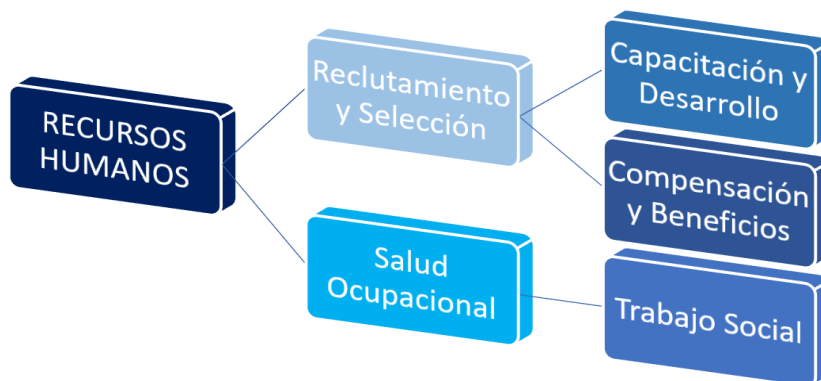 RECURSOS
HUMANOS
Reclutamiento
y Selección
Salud
Ocupacional
Capacitación y
Desarrollo
Compensación
y Beneficios
Trabajo Social